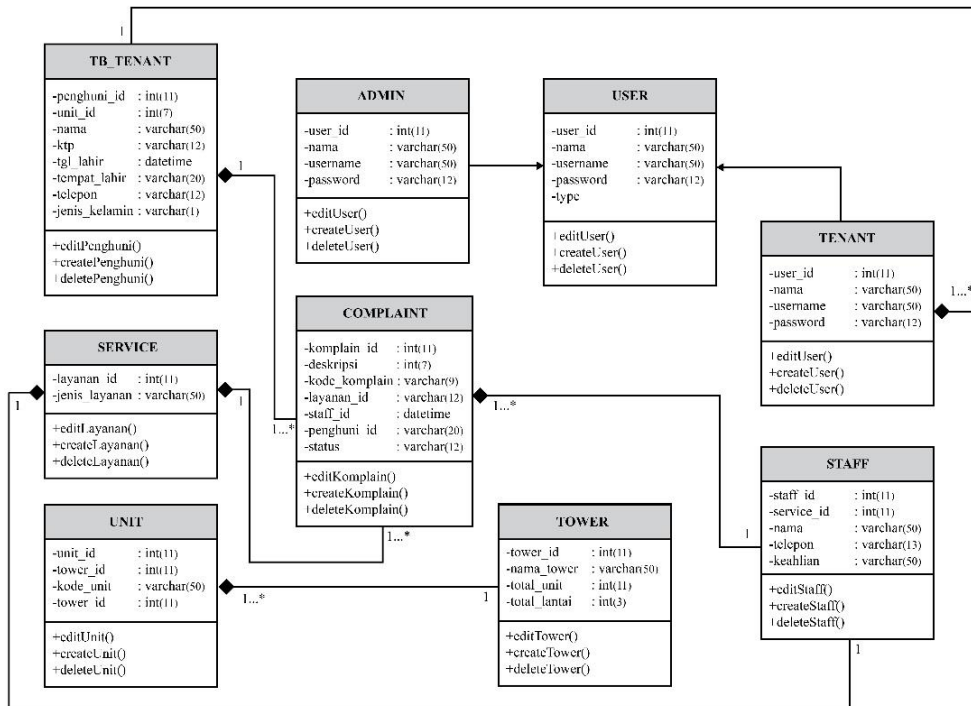 1
TB_TENANT
-penghuni_id : int(11)
-unit_id : int(7)
-nama : varchar(50)
-ktp : varchar(12)
-tgl_lahir : datetime
-tempat_lahir : varchar(20)
-telepon : varchar(12)
-jenis_kelamin : varchar(1)
+editPenghuni()
+createPenghuni()
+deletePenghuni()
1
ADMIN
-user_id : int(11)
-nama : varchar(50)
-username : varchar(50)
-password : varchar(12)
+editUser()
+createUser()
+deleteUser()
USER
-user_id : int(11)
-nama : varchar(50)
-username : varchar(50)
-password : varchar(12)
-type
+editUser()
+createUser()
+deleteUser()
TENANT
-user_id : int(11)
-nama : varchar(50)
-username : varchar(50)
-password : varchar(12)
+editUser()
+createUser()
+deleteUser()
1...*
SERVICE
-layanan_id : int(11)
-jenis_layanan : varchar(50)
+editLayanan()
+createLayanan()
+deleteLayanan()
1
1
COMPLAINT
-komplain_id : int(11)
-deskripsi : int(7)
-kode_komplain : varchar(9)
-layanan_id : varchar(12)
-staff_id : datetime
-penghuni_id : varchar(20)
-status : varchar(12)
+editKomplain()
+createKomplain()
+deleteKomplain()
1...*
1...*
1...*
STAFF
-staff_id : int(11)
-service_id : int(11)
-nama : varchar(50)
-telepon : varchar(13)
-keahlian : varchar(50)
+editStaff()
+createStaff()
+deleteStaff()
1
1
UNIT
-unit_id : int(11)
-tower_id : int(11)
-kode_unit : varchar(50)
-tower_id : int(11)
+editUnit()
+createUnit()
+deleteUnit()
1...*
TOWER
-tower_id : int(11)
-nama_tower : varchar(50)
-total_unit : int(11)
-total_lantai : int(3)
+editTower()
+createTower()
+deleteTower()
1